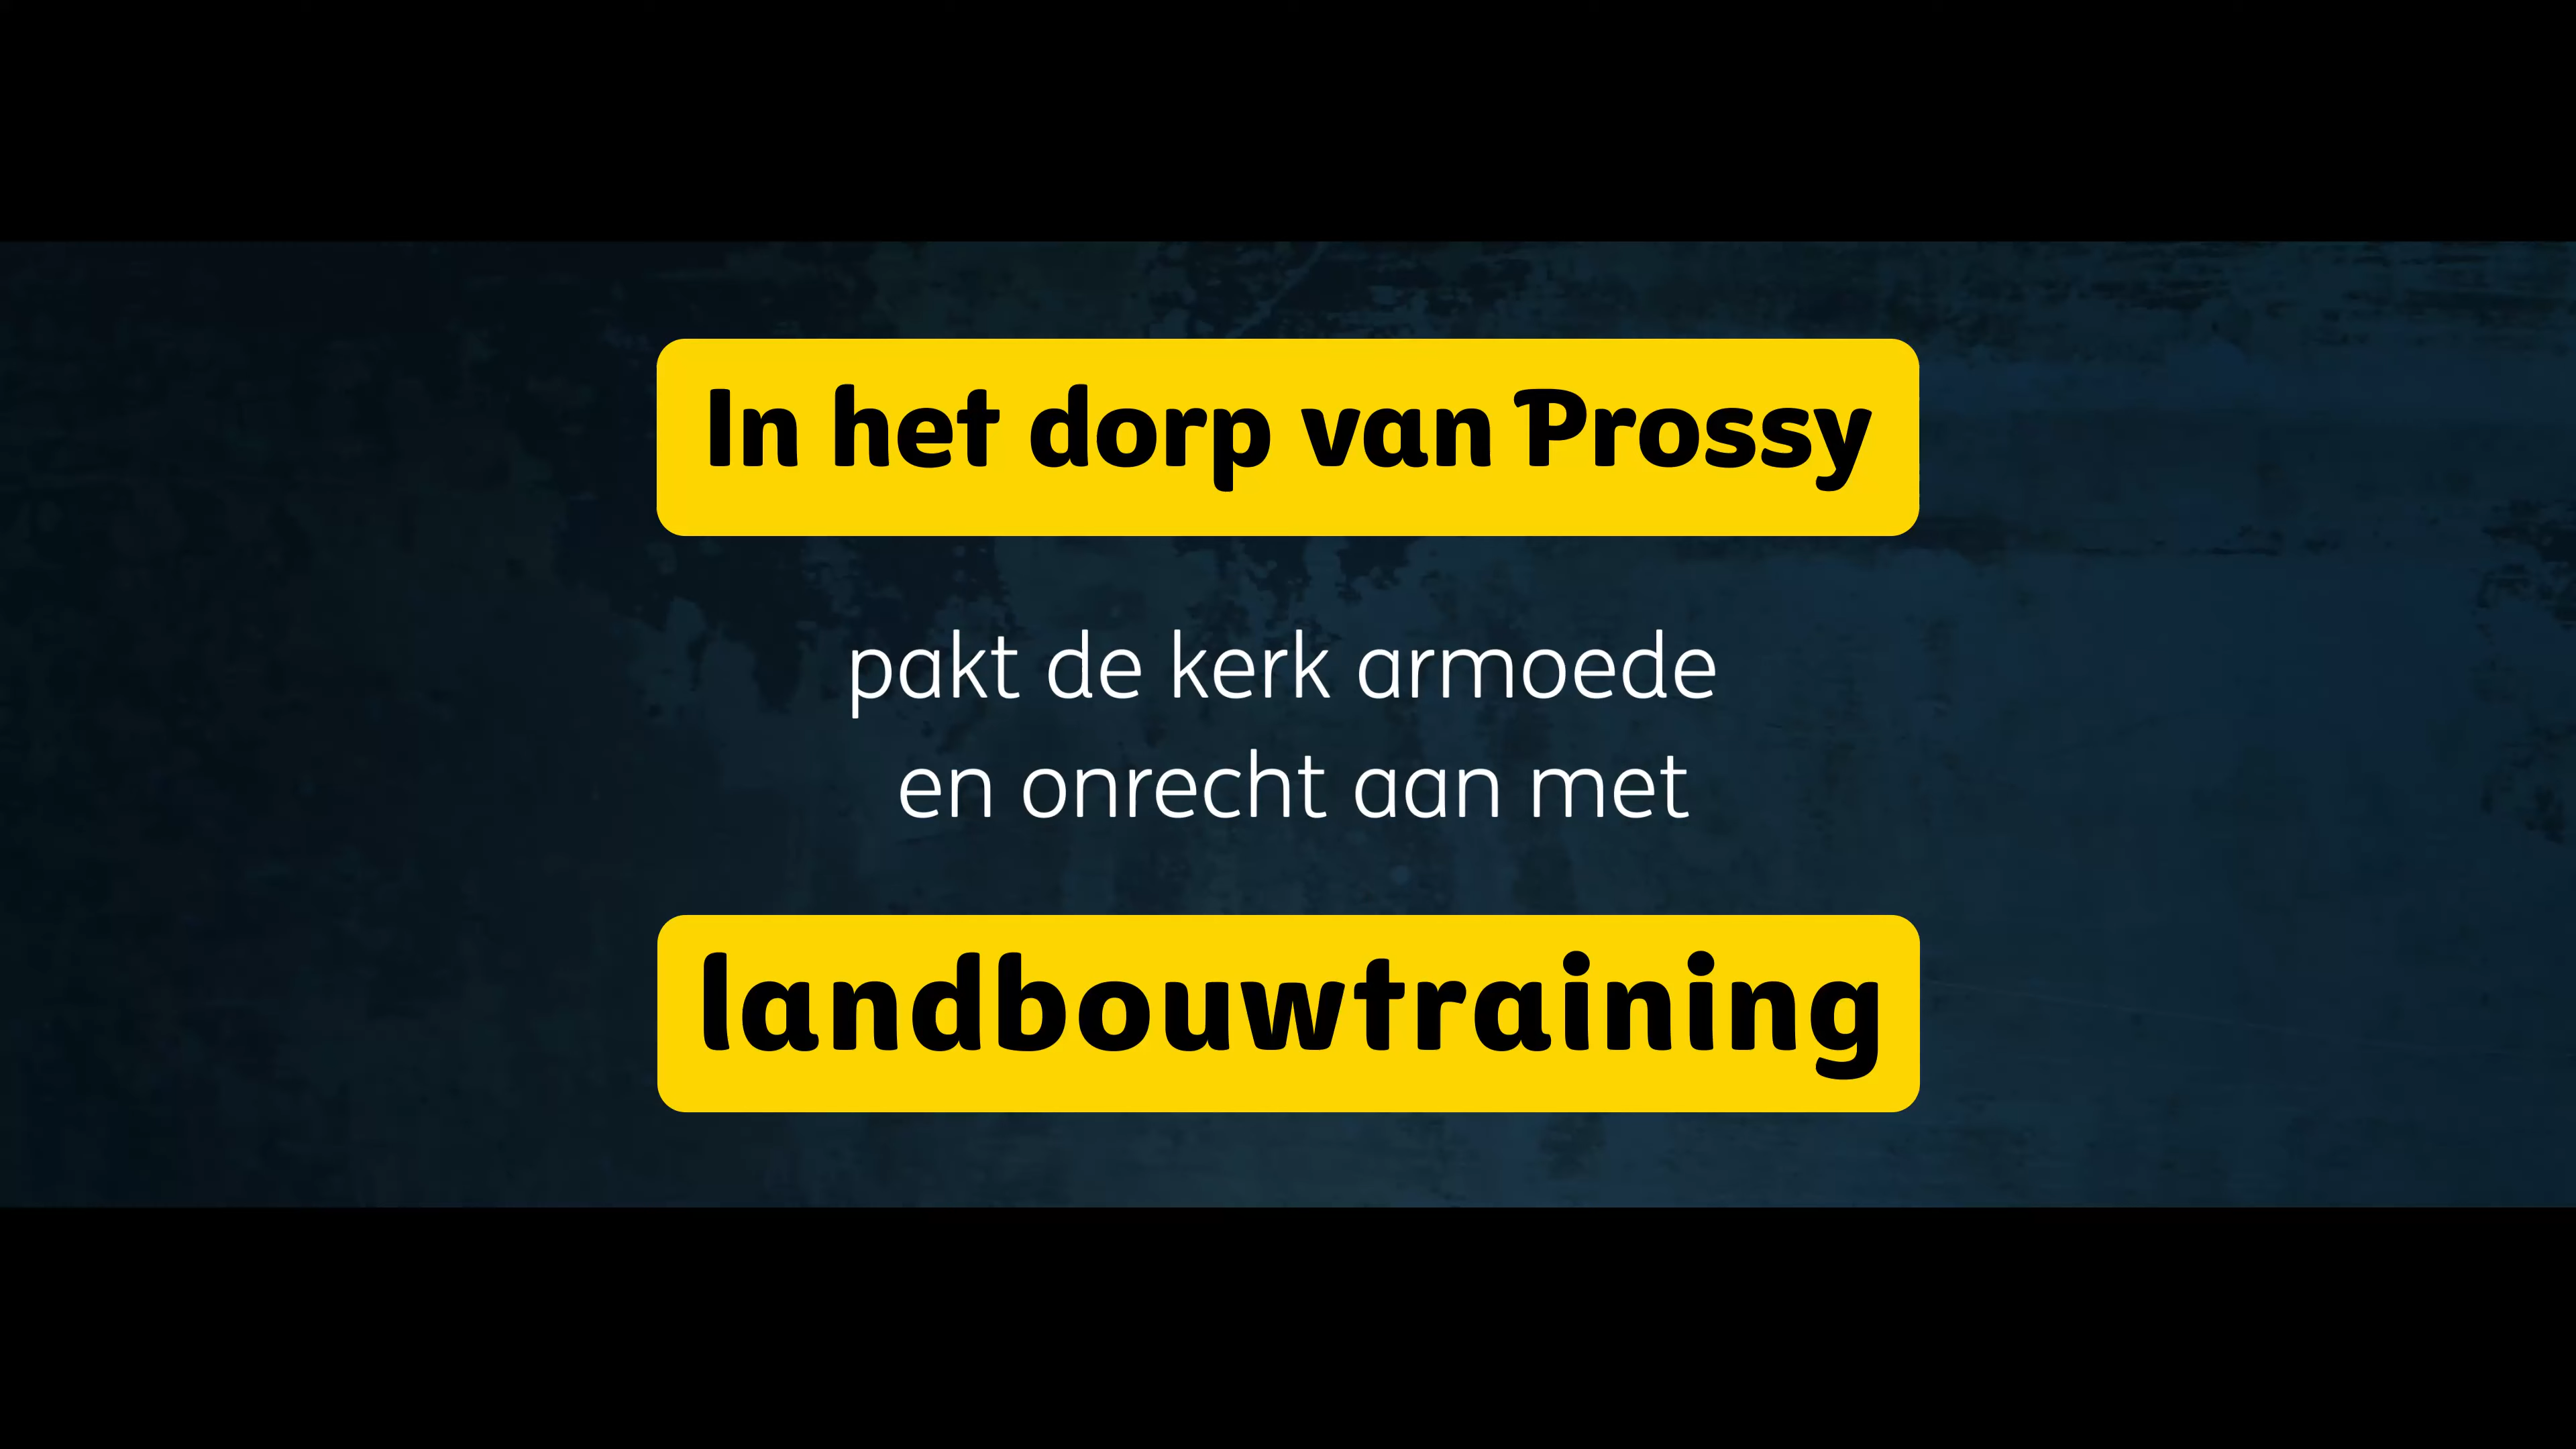 In het dorp van Prossy
pakt de kerk armoede
en onrecht aan met
landbouwtraining